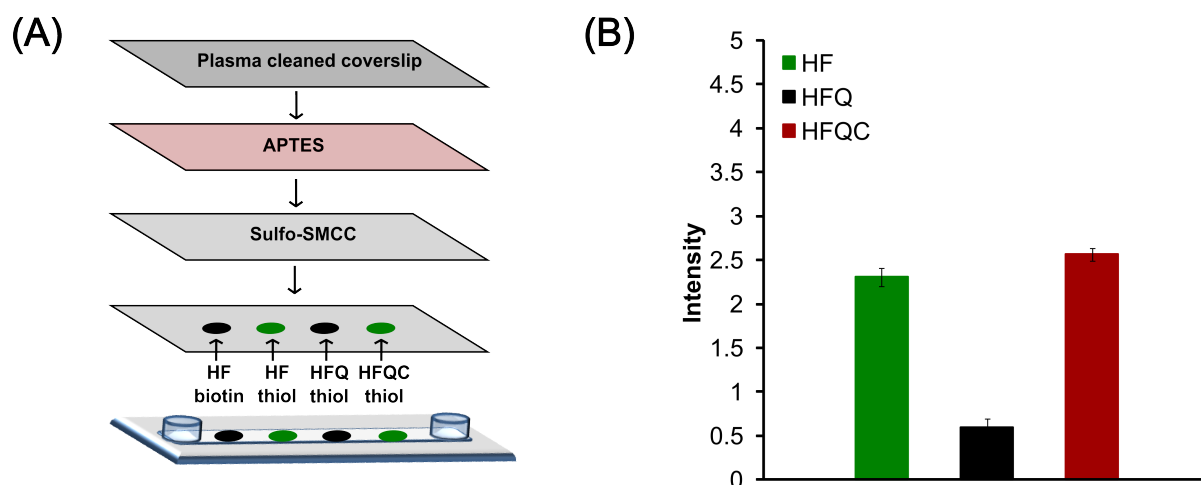 (A)
Plasma cleaned coverslip
APTES
Sulfo-SMCC
HF HF HFQ HFQC
biotin thiol thiol thiol
(B)
5
4.5
4
3.5
3
2.5
2
1.5
1
0.5
0
Intensity
HF
HFQ
HFQC